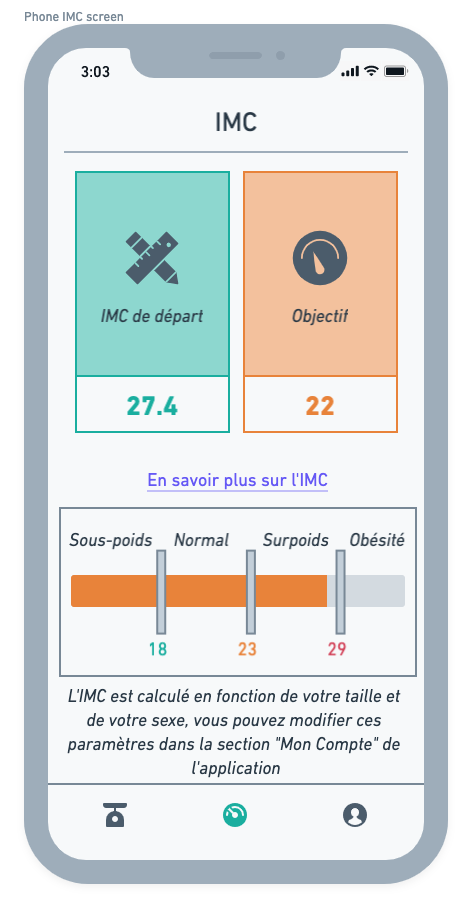 Phone IMC screen
3:03
IMC
IMC de départ
Objectif
27.4
22
En savoir plus sur l'IMC
Sous-poids Normal Surpoids Obésité
18 23 29
L'IMC est calculé en fonction de votre taille et
de votre sexe, vous pouvez modifier ces
paramètres dans la section "Mon Compte" de
l'application